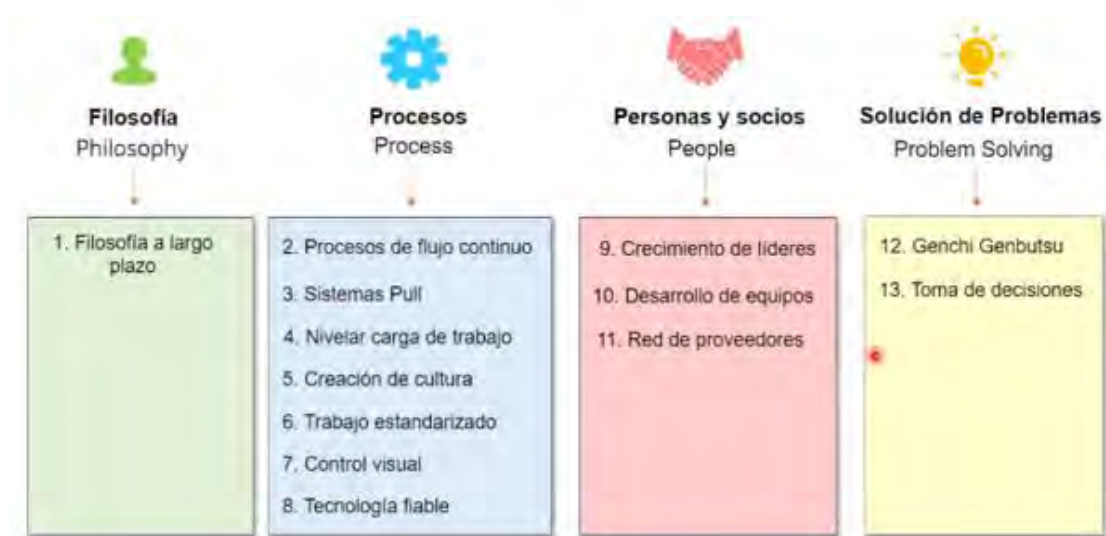 Filosofía
Philosophy
1. Filosofía a largo
plazo
Procesos
Process
2. Procesos de flujo continuo
3. Sistemas Pull
4. Nivelar carga de trabajo
5. Creación de cultura
6. Trabajo estandarizado
7. Control visual
8. Tecnología fiable
Personas y socios
People
9. Crecimiento de líderes
10. Desarrollo de equipos
11. Red de proveedores
Solución de Problemas
Problem Solving
12. Genchi Genbutsu
13. Toma de decisiones